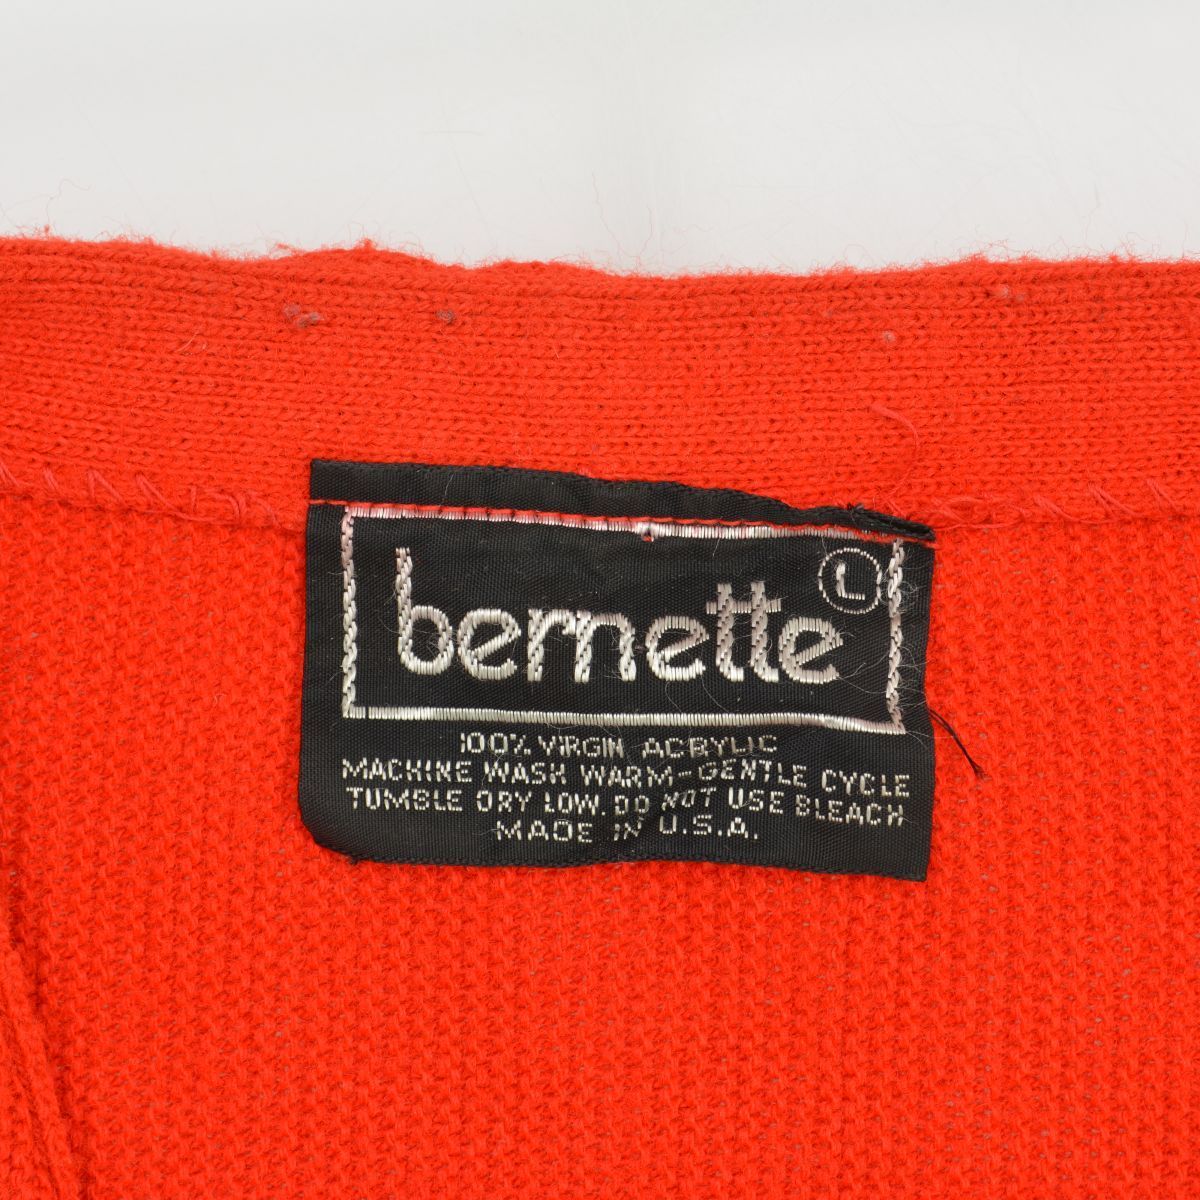 bernette L
100% VIRGIN ACRYLIC
MACHINE WASH WARM-GENTLE CYCLE
TUMBLE DRY LOW. DO NOT USE BLEACH
MADE IN U.S.A.